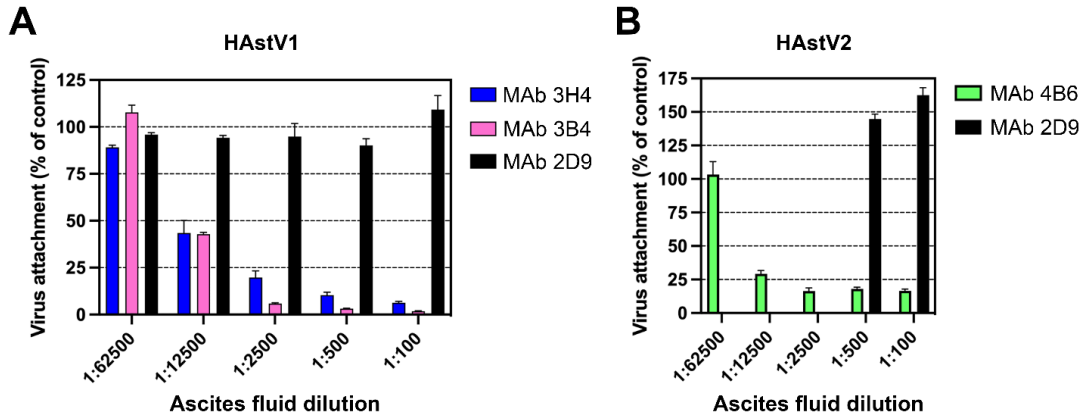 A
HAstV1
Virus attachment (% of control)
125
100
75
50
25
0
1:62500
1:12500
1:2500
1:500
1:100
Ascites fluid dilution
MAb 3H4
MAb 3B4
MAb 2D9
B
HAstV2
Virus attachment (% of control)
175
150
125
100
75
50
25
0
1:62500
1:12500
1:2500
1:500
1:100
Ascites fluid dilution
MAb 4B6
MAb 2D9